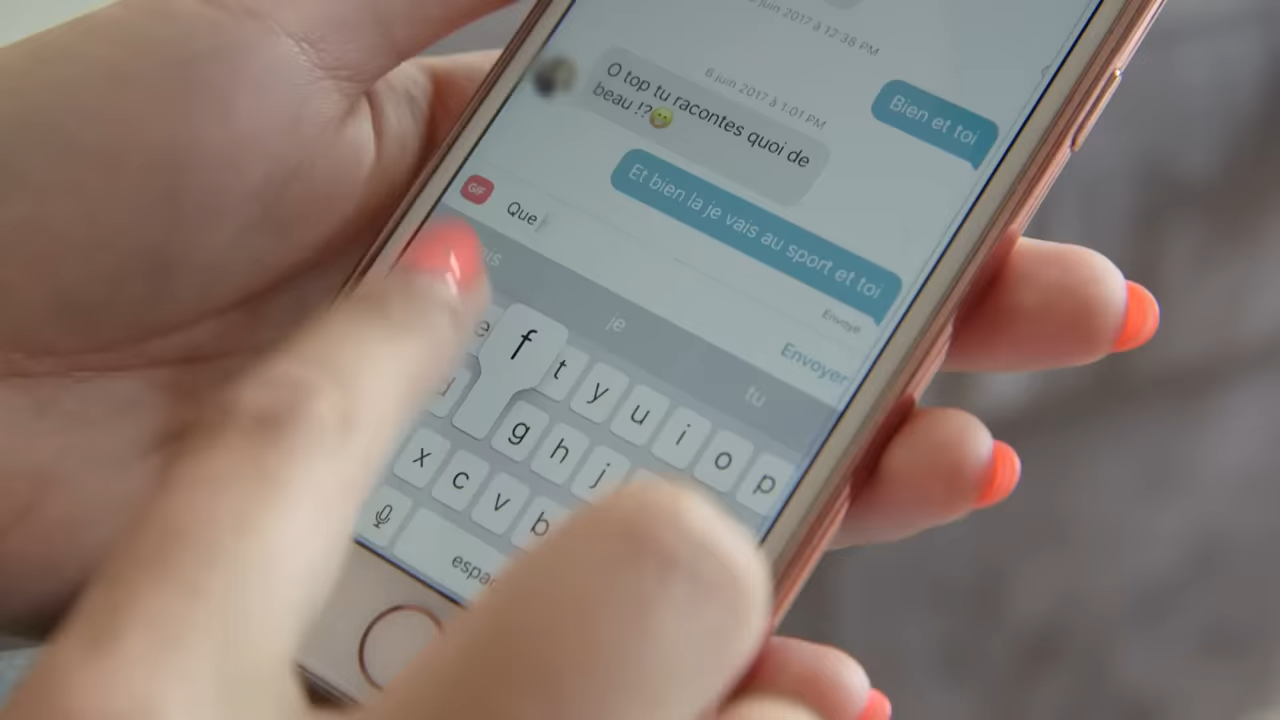 juin 2017 à 12:38 PM
Bien et toi
6 juin 2017 à 1:01 PM
O top tu racontes quoi de
beau !?😁
Et bien la je vais au sport et toi
Envoyé
GIF
Que
Envoyer
je
tu
e
f
t
y
u
i
o
p
g
h
j
x
c
v
b